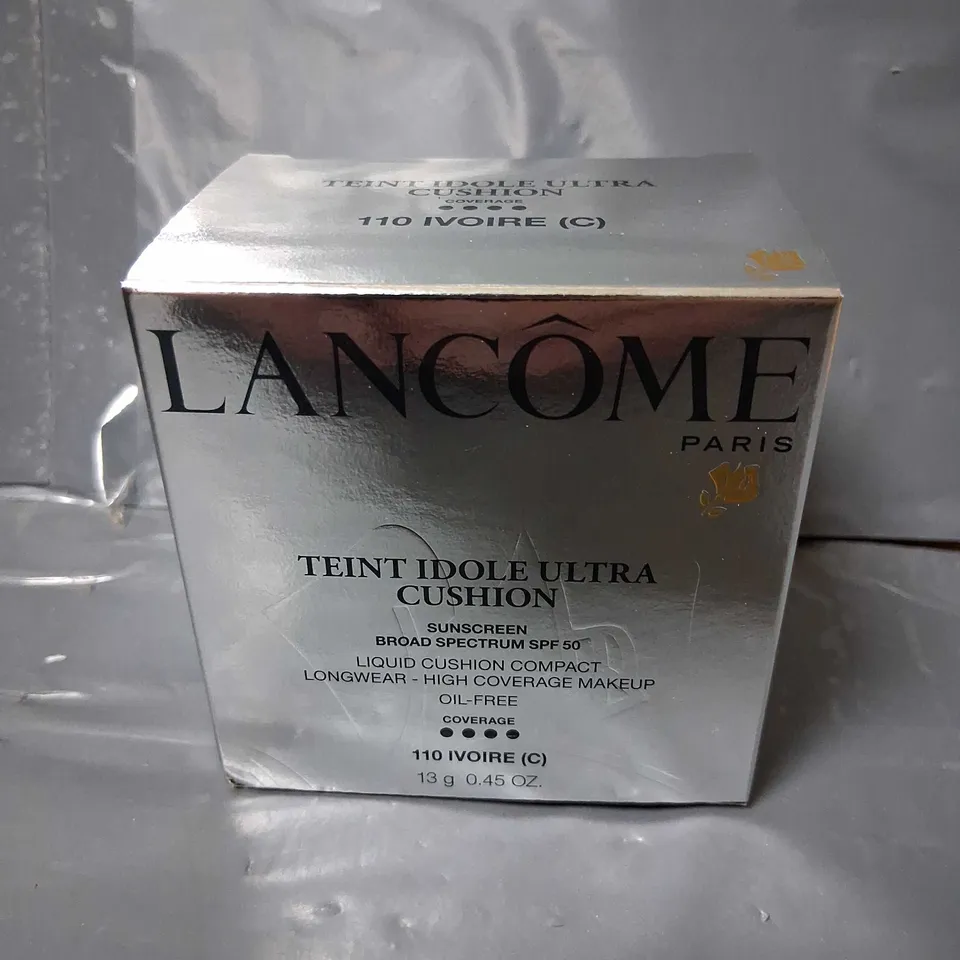 TEINT IDOLE ULTRA
CUSHION
COVERAGE
110 IVOIRE (C)
LANCÔME
PARIS
TEINT IDOLE ULTRA
CUSHION
SUNSCREEN
BROAD SPECTRUM SPF 50
LIQUID CUSHION COMPACT
LONGWEAR - HIGH COVERAGE MAKEUP
OIL-FREE
COVERAGE
110 IVOIRE (C)
13 g 0.45 OZ.